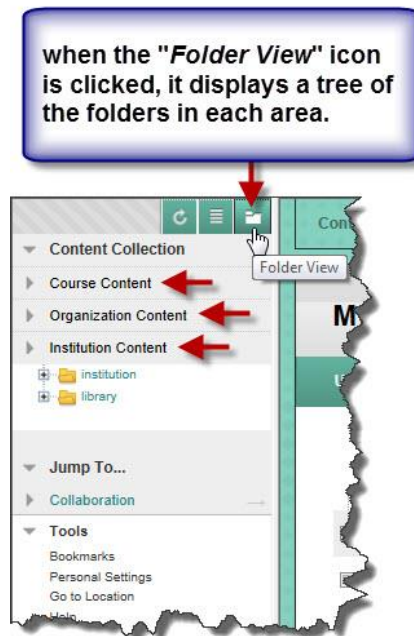 when the "Folder View" icon
is clicked, it displays a tree of
the folders in each area.
Content Collection
Folder View
Course Content
Organization Content
Institution Content
institution
library
Jump To...
Collaboration
Tools
Bookmarks
Personal Settings
Go to Location
Help